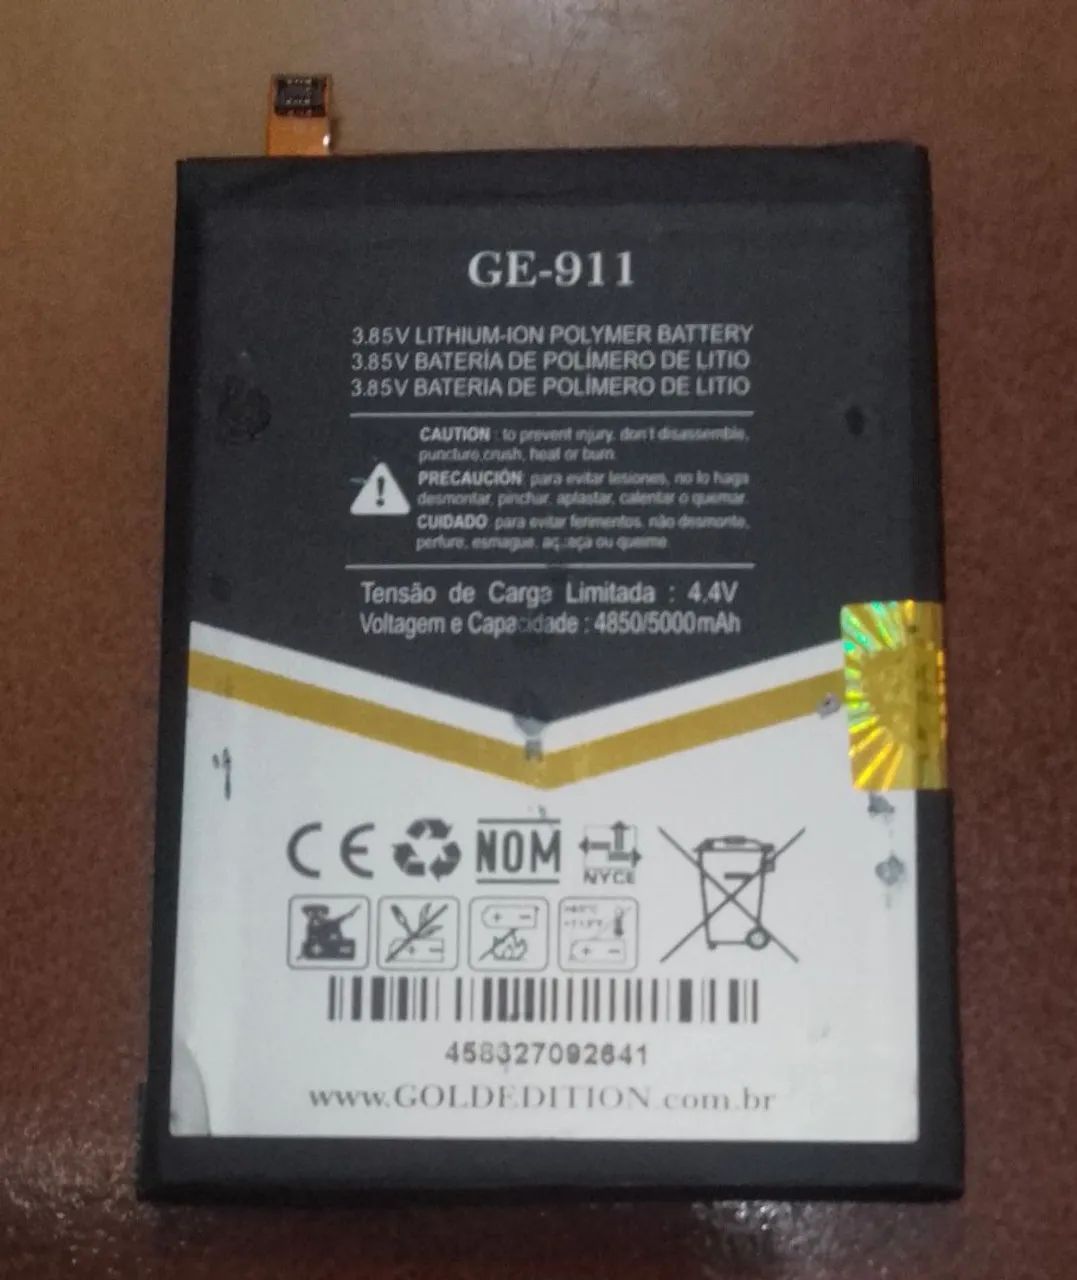 GE-911
3.85V LITHIUM-ION POLYMER BATTERY
3.85V BATERÍA DE POLÍMERO DE LITIO
3.85V BATERIA DE POLÍMERO DE LITIO
CAUTION : to prevent injury, don't disassemble,
puncture,crush, heat or burn.
PRECAUCIÓN: para evitar lesiones, no lo haga
desmontar, pinchar, aplastar, calentar o quemar.
CUIDADO: para evitar ferimentos, não desmonte,
perfure, esmague, aqueça ou queime
Tensão de Carga Limitada : 4,4V
Voltagem e Capacidade : 4850/5000mAh
CE NOM
NYCE
458327092641
www.GOLDEDITION.com.br